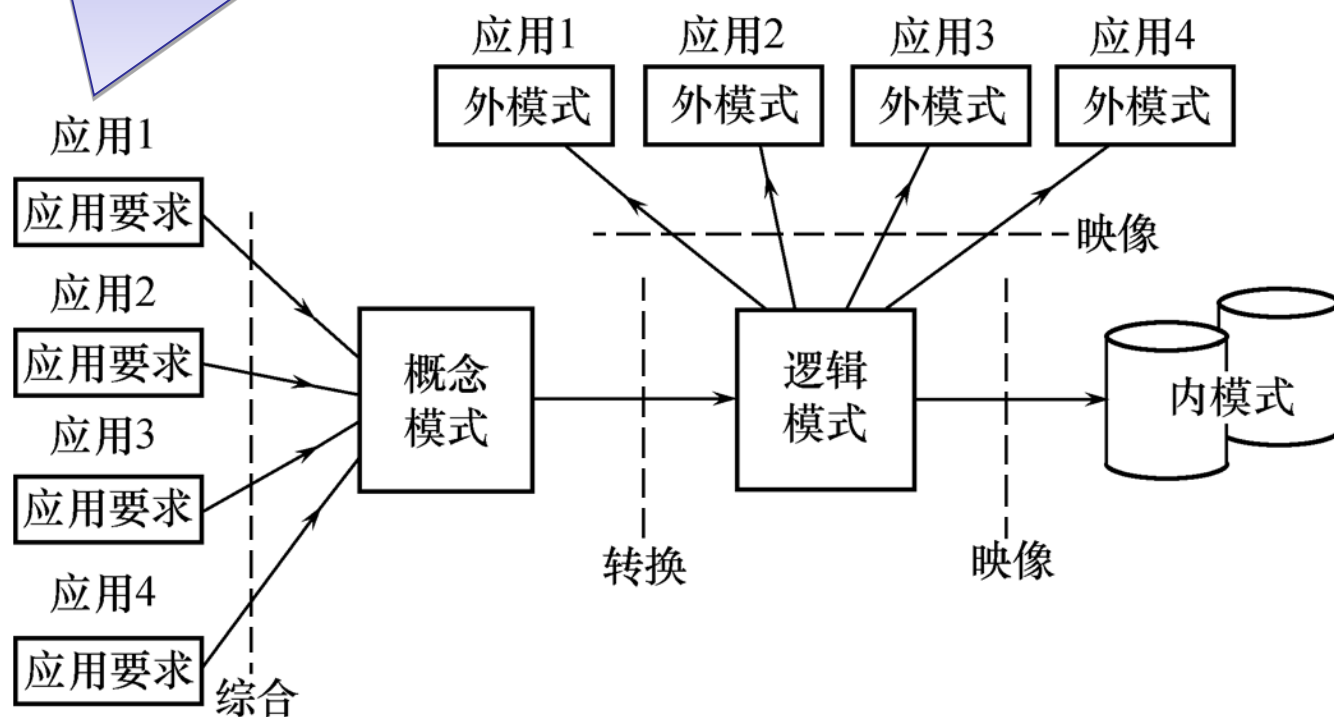 应用1
应用2
应用3
应用4
外模式
外模式
外模式
外模式
映像
应用1
应用要求
应用2
应用要求
应用3
应用要求
应用4
应用要求
综合
概念
模式
转换
逻辑
模式
映像
内模式